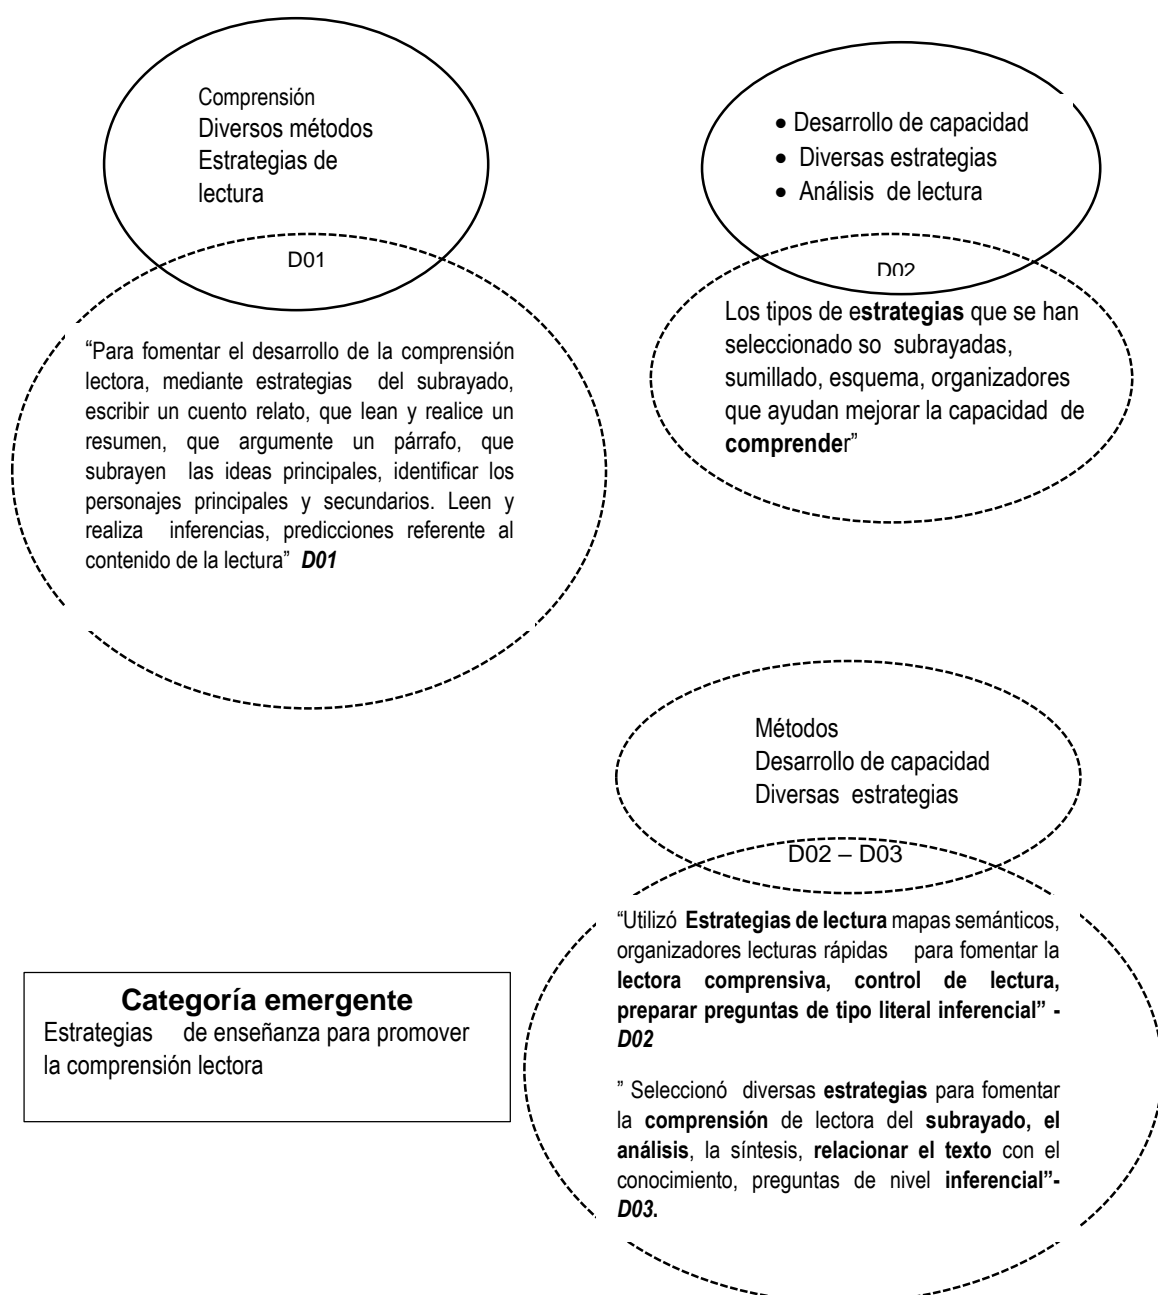 Comprensión
Diversos métodos
Estrategias de
lectura
D01
“Para fomentar el desarrollo de la comprensión
lectora, mediante estrategias del subrayado,
escribir un cuento relato, que lean y realice un
resumen, que argumente un párrafo, que
subrayen las ideas principales, identificar los
personajes principales y secundarios. Leen y
realiza inferencias, predicciones referente al
contenido de la lectura” D01
• Desarrollo de capacidad
• Diversas estrategias
• Análisis de lectura
D02
Los tipos de estrategias que se han
seleccionado so subrayadas,
sumillado, esquema, organizadores
que ayudan mejorar la capacidad de
comprender”
Métodos
Desarrollo de capacidad
Diversas estrategias
D02 – D03
“Utilizó Estrategias de lectura mapas semánticos,
organizadores lecturas rápidas para fomentar la
lectora comprensiva, control de lectura,
preparar preguntas de tipo literal inferencial” -
D02
” Seleccionó diversas estrategias para fomentar
la comprensión de lectora del subrayado, el
análisis, la síntesis, relacionar el texto con el
conocimiento, preguntas de nivel inferencial”-
D03.
Categoría emergente
Estrategias de enseñanza para promover
la comprensión lectora